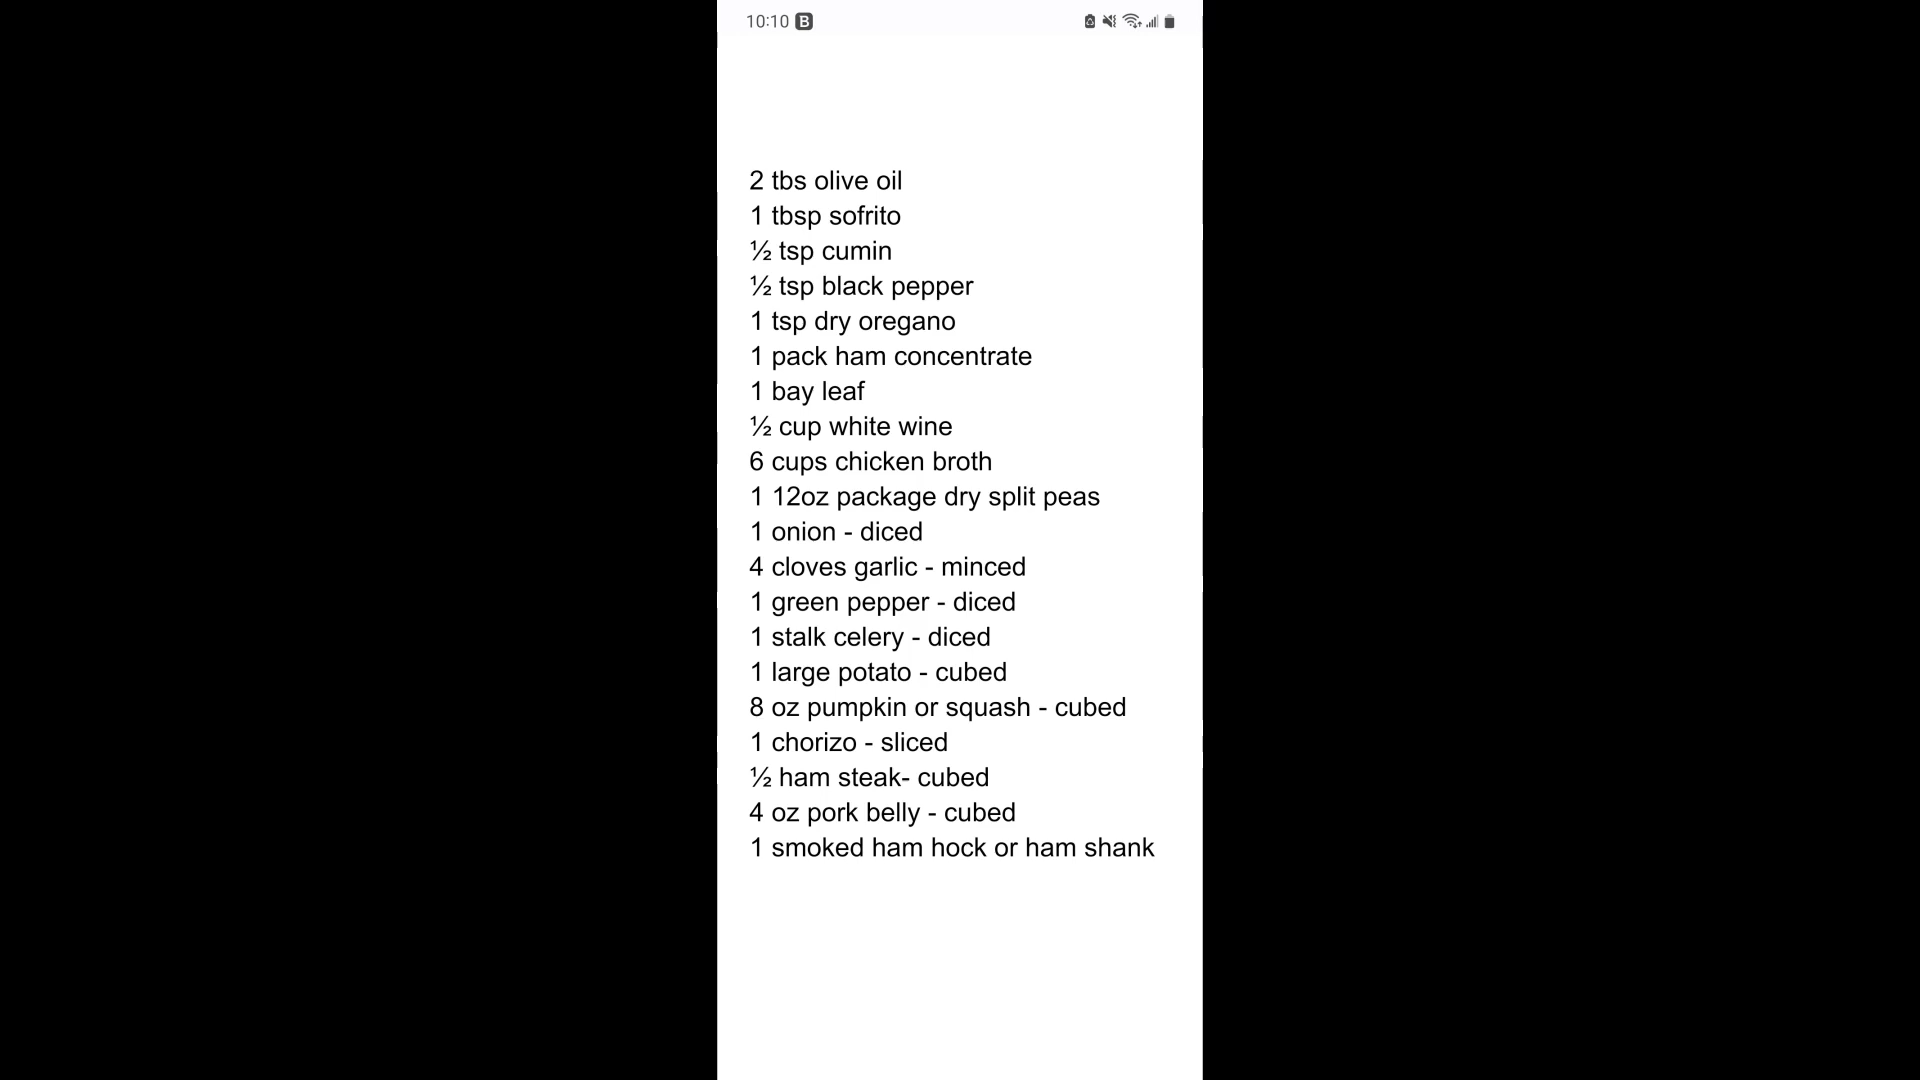 10:10 B
2 tbs olive oil
1 tbsp sofrito
½ tsp cumin
½ tsp black pepper
1 tsp dry oregano
1 pack ham concentrate
1 bay leaf
½ cup white wine
6 cups chicken broth
1 12oz package dry split peas
1 onion - diced
4 cloves garlic - minced
1 green pepper - diced
1 stalk celery - diced
1 large potato - cubed
8 oz pumpkin or squash - cubed
1 chorizo - sliced
½ ham steak- cubed
4 oz pork belly - cubed
1 smoked ham hock or ham shank